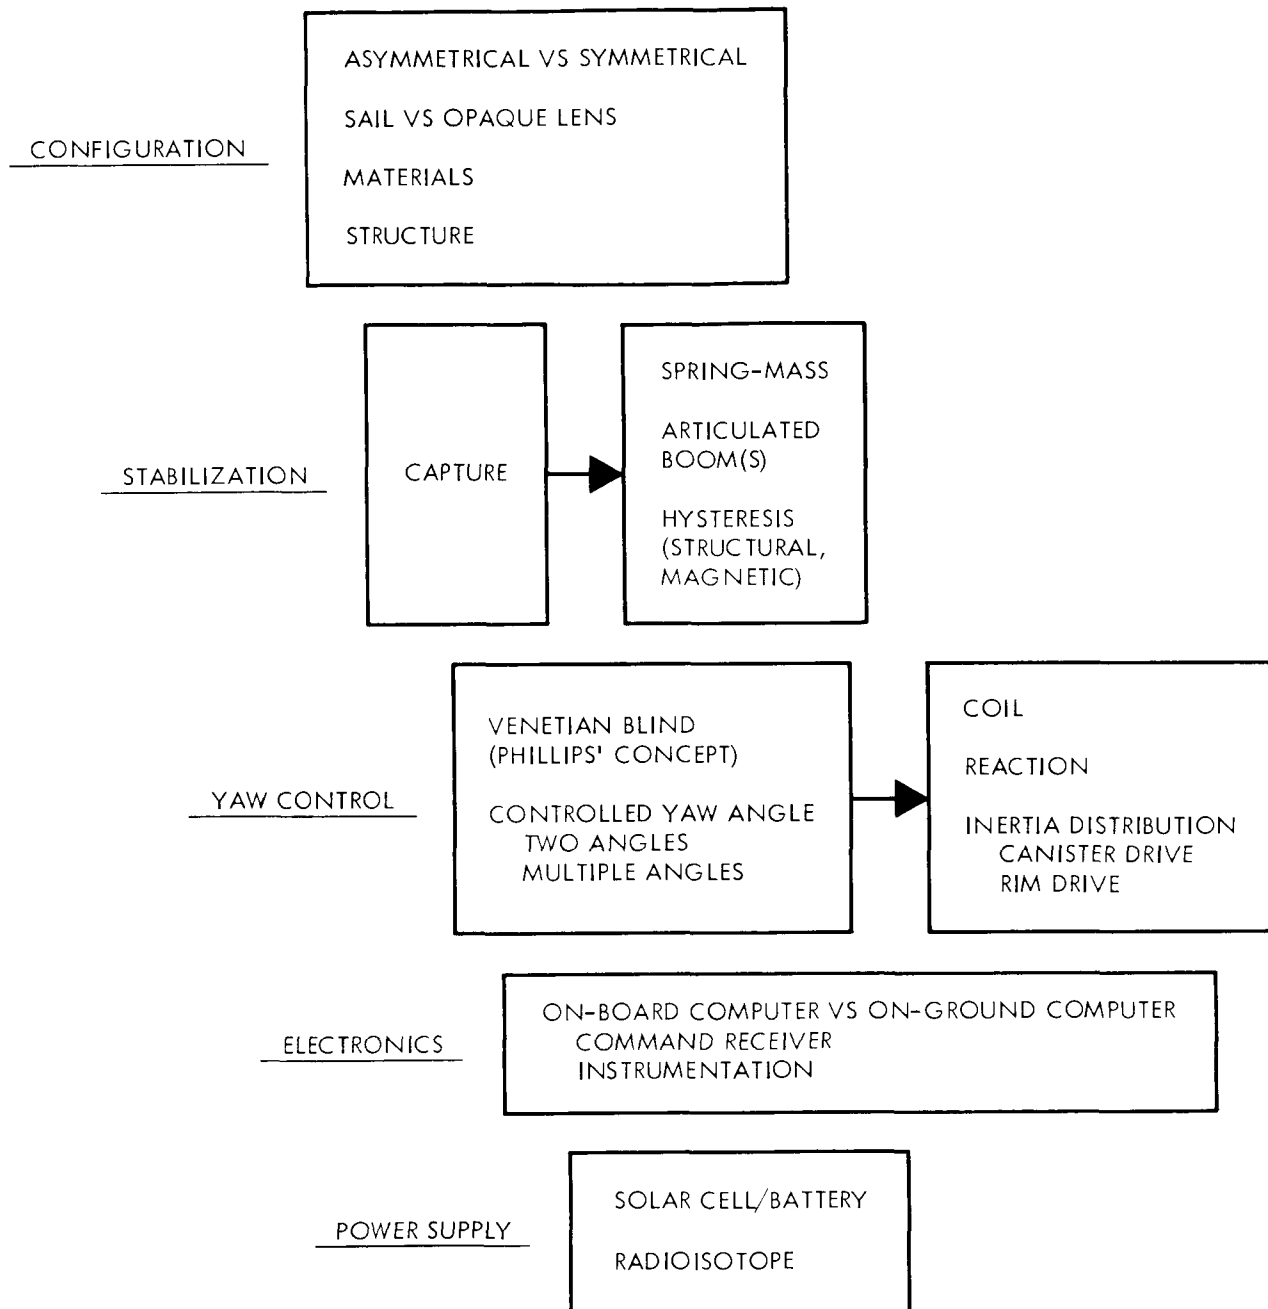 CONFIGURATION
ASYMMETRICAL VS SYMMETRICAL
SAIL VS OPAQUE LENS
MATERIALS
STRUCTURE
STABILIZATION
CAPTURE
SPRING-MASS
ARTICULATED
BOOM(S)
HYSTERESIS
(STRUCTURAL,
MAGNETIC)
YAW CONTROL
VENETIAN BLIND
(PHILLIPS' CONCEPT)
CONTROLLED YAW ANGLE
TWO ANGLES
MULTIPLE ANGLES
COIL
REACTION
INERTIA DISTRIBUTION
CANISTER DRIVE
RIM DRIVE
ELECTRONICS
ON-BOARD COMPUTER VS ON-GROUND COMPUTER
COMMAND RECEIVER
INSTRUMENTATION
POWER SUPPLY
SOLAR CELL/BATTERY
RADIOISOTOPE